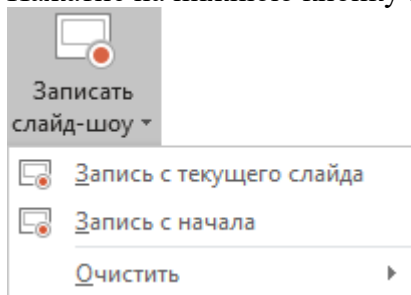 Записать
слайд-шоу
Запись с текущего слайда
Запись с начала
Очистить